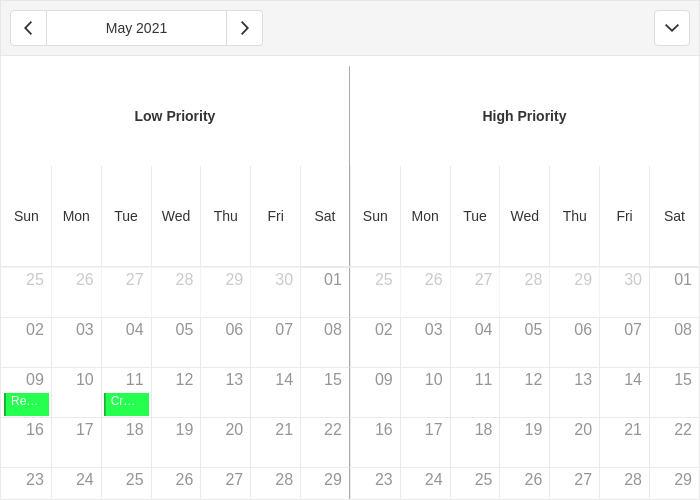 May 2021
Low Priority High Priority
Sun Mon Tue Wed Thu Fri Sat Sun Mon Tue Wed Thu Fri Sat
25 26 27 28 29 30 01 25 26 27 28 29 30 01
02 03 04 05 06 07 08 02 03 04 05 06 07 08
09 10 11 12 13 14 15 09 10 11 12 13 14 15
Re... Cr...
16 17 18 19 20 21 22 16 17 18 19 20 21 22
23 24 25 26 27 28 29 23 24 25 26 27 28 29